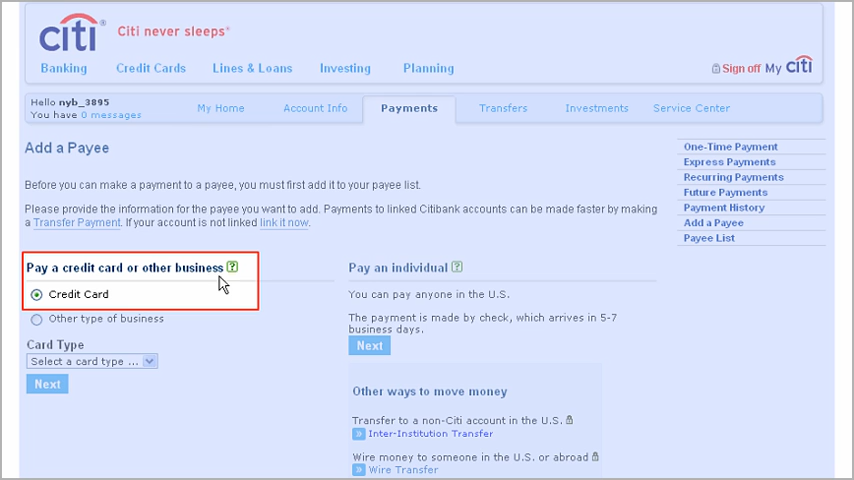 citi®
Citi never sleeps®
Banking Credit Cards Lines & Loans Investing Planning
Sign off My citi
Hello nyb_3895
You have 0 messages
My Home Account Info Payments Transfers Investments Service Center
Add a Payee
Before you can make a payment to a payee, you must first add it to your payee list.
Please provide the information for the payee you want to add. Payments to linked Citibank accounts can be made faster by making
a Transfer Payment. If your account is not linked link it now.
One-Time Payment
Express Payments
Recurring Payments
Future Payments
Payment History
Add a Payee
Payee List
Pay a credit card or other business ?
Credit Card
Other type of business
Card Type
Select a card type ...
Next
Pay an individual ?
You can pay anyone in the U.S.
The payment is made by check, which arrives in 5-7
business days.
Next
Other ways to move money
Transfer to a non-Citi account in the U.S.
» Inter-Institution Transfer
Wire money to someone in the U.S. or abroad
» Wire Transfer